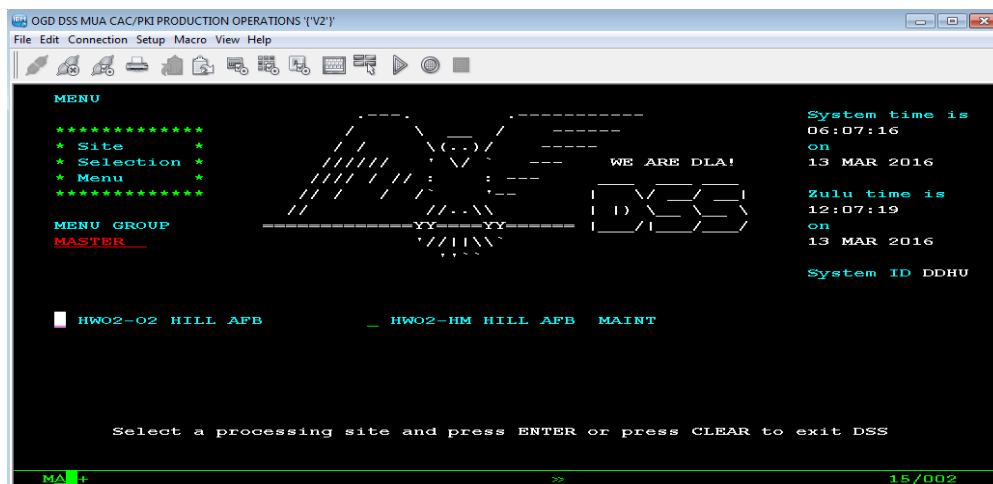 OGD DSS MUA CAC/PKI PRODUCTION OPERATIONS '{'V2'}'
File Edit Connection Setup Macro View Help
MENU
System time is
06:07:16
on
13 MAR 2016
*************
* Site *
* Selection *
* Menu *
*************
WE ARE DLA!
DSS
Zulu time is
12:07:19
on
13 MAR 2016
MENU GROUP
MASTER
System ID DDHU
HW02-02 HILL AFB
_ HW02-HM HILL AFB MAINT
Select a processing site and press ENTER or press CLEAR to exit DSS
MA + >> 15/002